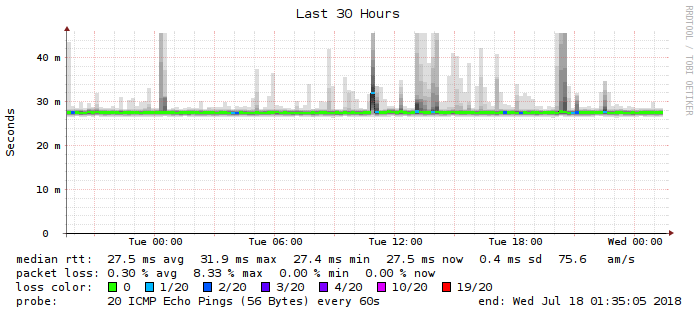 Last 30 Hours
RRDTOOL / TOBI OETIKER
Seconds
40 m
30 m
20 m
10 m
0
Tue 00:00 Tue 06:00 Tue 12:00 Tue 18:00 Wed 00:00
median rtt: 27.5 ms avg 31.9 ms max 27.4 ms min 27.5 ms now 0.4 ms sd 75.6 am/s
packet loss: 0.30 % avg 8.33 % max 0.00 % min 0.00 % now
loss color: 0 1/20 2/20 3/20 4/20 10/20 19/20
probe: 20 ICMP Echo Pings (56 Bytes) every 60s end: Wed Jul 18 01:35:05 2018